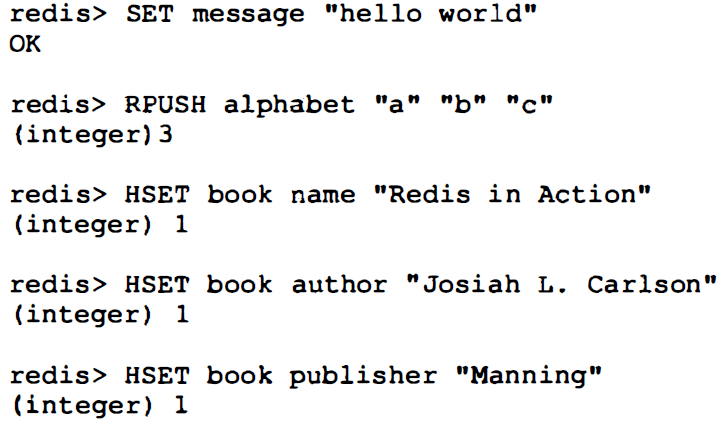 redis> SET message "hello world"
OK
redis> RPUSH alphabet "a" "b" "c"
(integer)3
redis> HSET book name "Redis in Action"
(integer) 1
redis> HSET book author "Josiah L. Carlson"
(integer) 1
redis> HSET book publisher "Manning"
(integer) 1